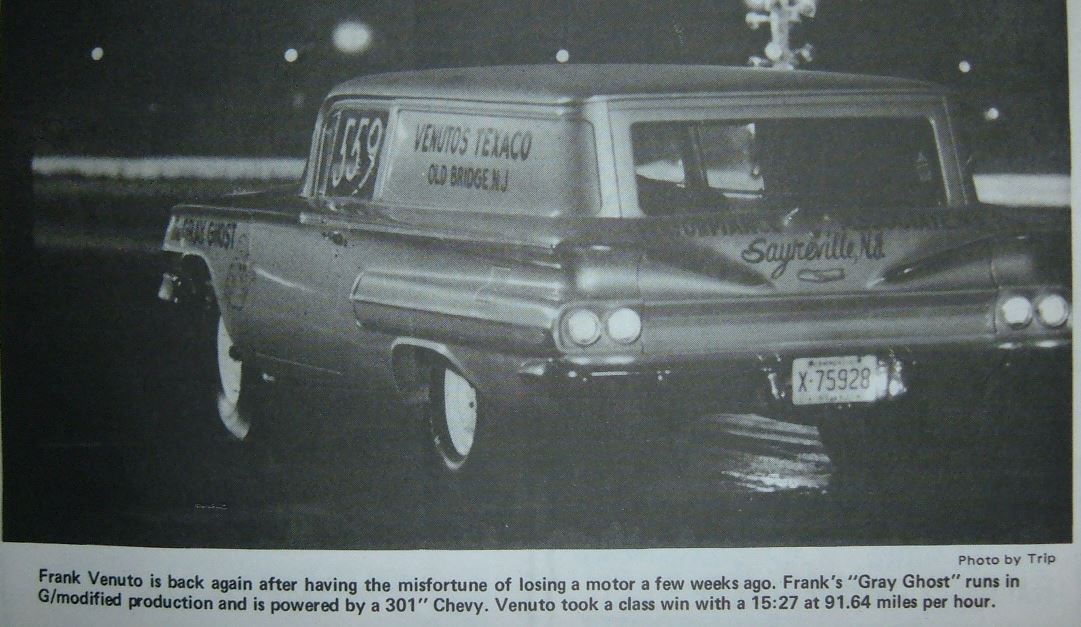 559
VENUTOS TEXACO
OLD BRIDGE, N.J.
GRAY GHOST
Sayreville, N.J.
X·75928
Photo by Trip
Frank Venuto is back again after having the misfortune of losing a motor a few weeks ago. Frank's "Gray Ghost" runs in
G/modified production and is powered by a 301" Chevy. Venuto took a class win with a 15:27 at 91.64 miles per hour.